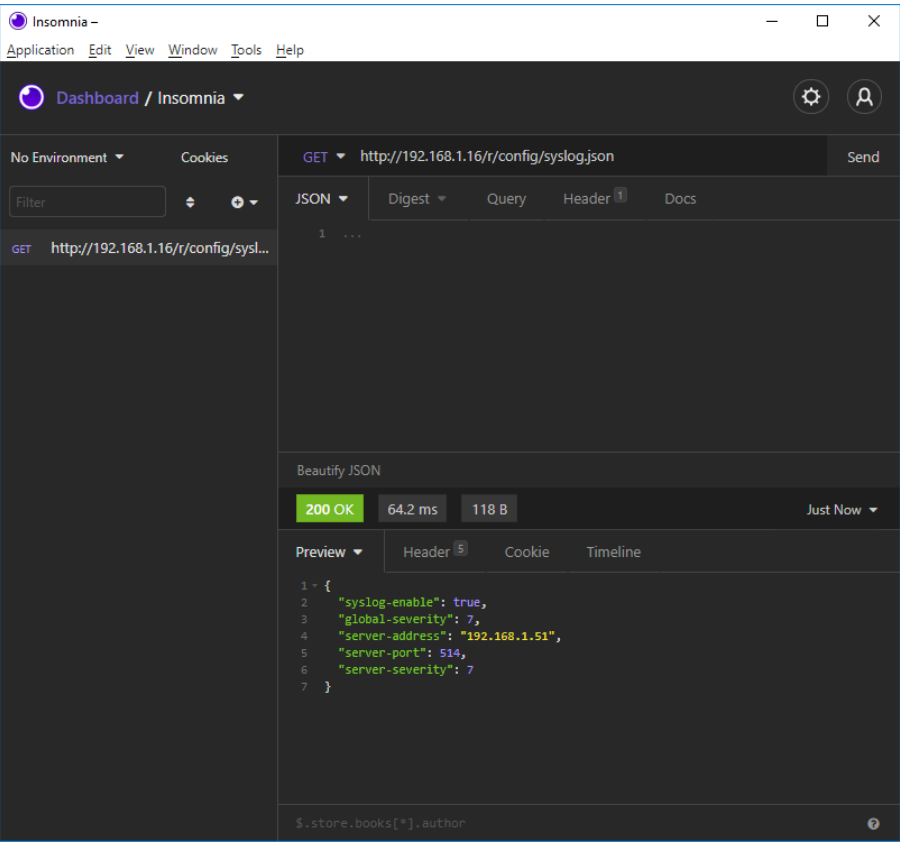 Insomnia –
Application Edit View Window Tools Help
Dashboard / Insomnia
No Environment Cookies
Filter
GET http://192.168.1.16/r/config/sysl...
GET http://192.168.1.16/r/config/syslog.json Send
JSON Digest Query Header 1 Docs
1 ...
Beautify JSON
200 OK 64.2 ms 118 B Just Now
Preview Header 5 Cookie Timeline
1 {
2 "syslog-enable": true,
3 "global-severity": 7,
4 "server-address": "192.168.1.51",
5 "server-port": 514,
6 "server-severity": 7
7 }
$.store.books[*].author